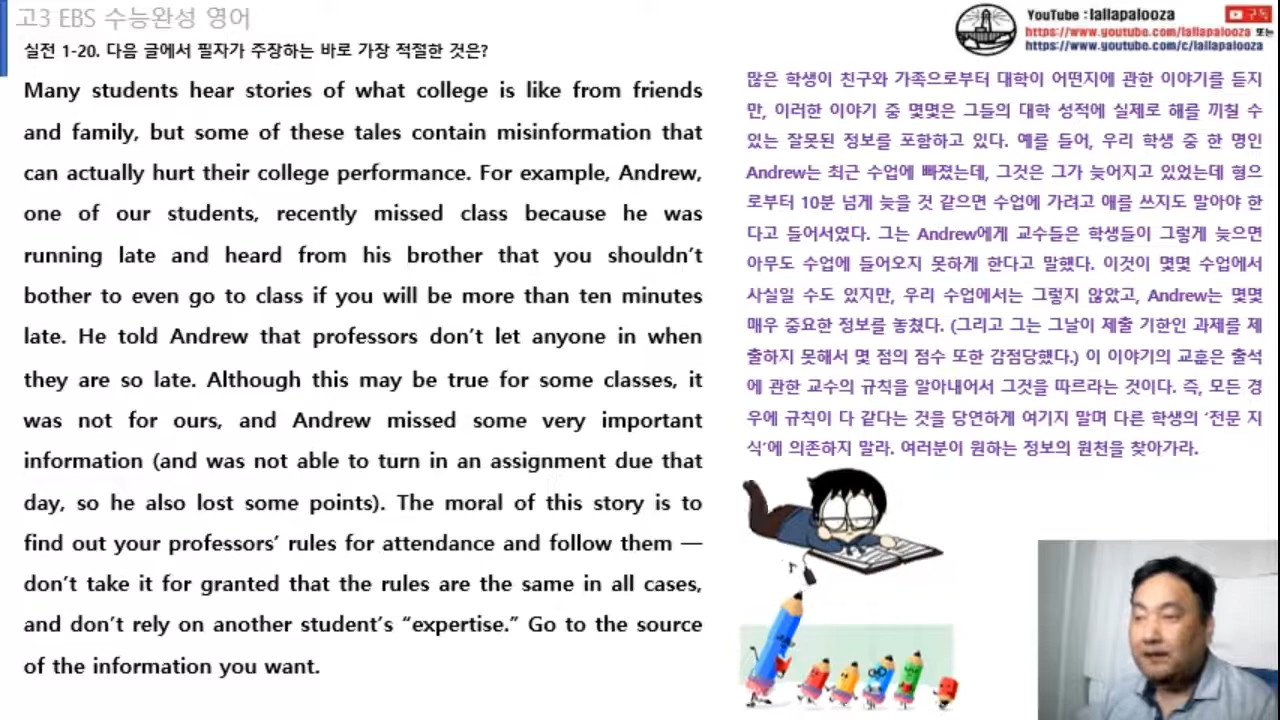 고3 EBS 수능완성 영어
YouTube : lallapalooza
구독
https://www.youtube.com/lallapalooza 또는
https://www.youtube.com/c/lallapalooza
실전 1-20. 다음 글에서 필자가 주장하는 바로 가장 적절한 것은?
Many students hear stories of what college is like from friends
and family, but some of these tales contain misinformation that
can actually hurt their college performance. For example, Andrew,
one of our students, recently missed class because he was
running late and heard from his brother that you shouldn't
bother to even go to class if you will be more than ten minutes
late. He told Andrew that professors don't let anyone in when
they are so late. Although this may be true for some classes, it
was not for ours, and Andrew missed some very important
information (and was not able to turn in an assignment due that
day, so he also lost some points). The moral of this story is to
find out your professors' rules for attendance and follow them —
don't take it for granted that the rules are the same in all cases,
and don't rely on another student's “expertise.” Go to the source
of the information you want.
많은 학생이 친구와 가족으로부터 대학이 어떤지에 관한 이야기를 듣지
만, 이러한 이야기 중 몇몇은 그들의 대학 성적에 실제로 해를 끼칠 수
있는 잘못된 정보를 포함하고 있다. 예를 들어, 우리 학생 중 한 명인
Andrew는 최근 수업에 빠졌는데, 그것은 그가 늦어지고 있었는데 형으
로부터 10분 넘게 늦을 것 같으면 수업에 가려고 애를 쓰지도 말아야 한
다고 들어서였다. 그는 Andrew에게 교수들은 학생들이 그렇게 늦으면
아무도 수업에 들어오지 못하게 한다고 말했다. 이것이 몇몇 수업에서
사실일 수도 있지만, 우리 수업에서는 그렇지 않았고, Andrew는 몇몇
매우 중요한 정보를 놓쳤다. (그리고 그는 그날이 제출 기한인 과제를 제
출하지 못해서 몇 점의 점수 또한 감점당했다.) 이 이야기의 교훈은 출석
에 관한 교수의 규칙을 알아내어서 그것을 따르라는 것이다. 즉, 모든 경
우에 규칙이 다 같다는 것을 당연하게 여기지 말며 다른 학생의 ‘전문 지
식’에 의존하지 말라. 여러분이 원하는 정보의 원천을 찾아가라.